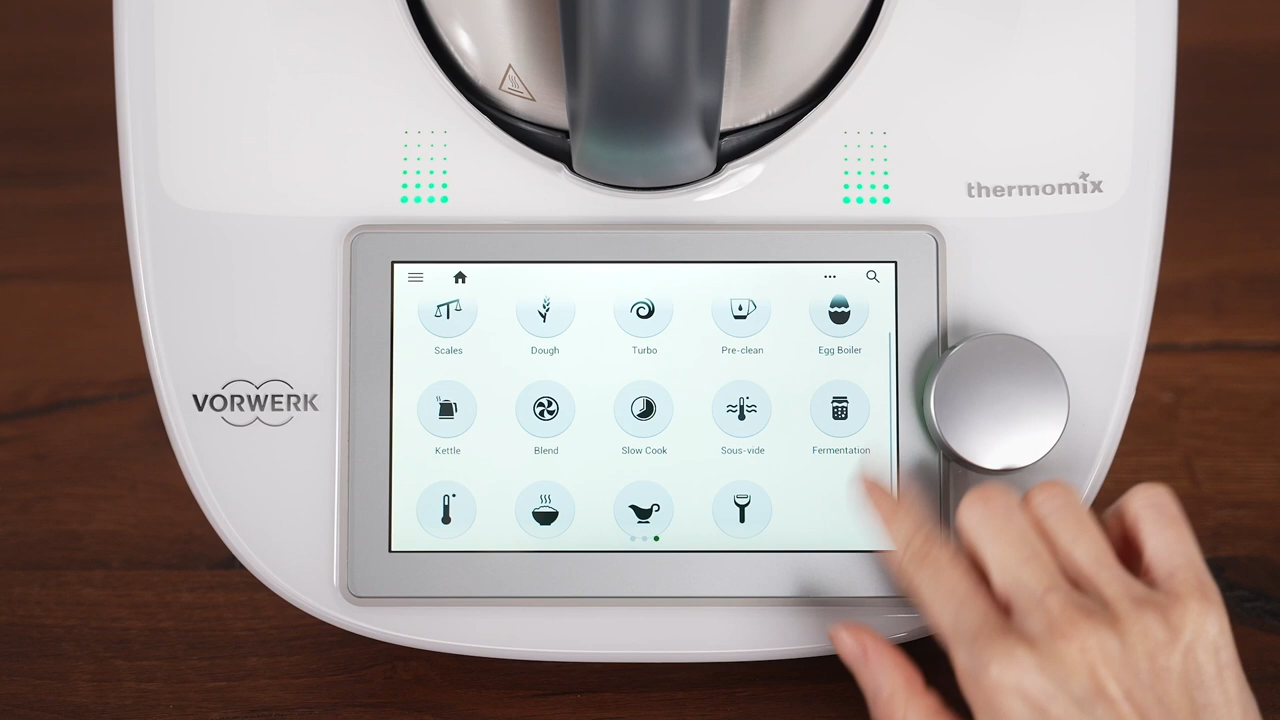 thermomix
VORWERK
Scales Dough Turbo Pre-clean Egg Boiler
Kettle Blend Slow Cook Sous-vide Fermentation